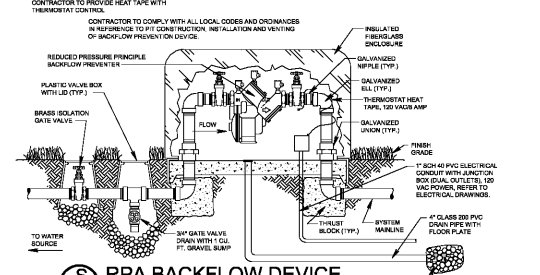 CONTRACTOR TO PROVIDE HEAT TAPE WITH
THERMOSTAT CONTROL
CONTRACTOR TO COMPLY WITH ALL LOCAL CODES AND ORDINANCES
IN REFERENCE TO PIT CONSTRUCTION, INSTALLATION AND VENTING
OF BACKFLOW PREVENTION DEVICE.
INSULATED
FIBERGLASS
ENCLOSURE
REDUCED PRESSURE PRINCIPLE
BACKFLOW PREVENTER
GALVANIZED
NIPPLE (TYP.)
PLASTIC VALVE BOX
WITH LID (TYP.)
GALVANIZED
ELL (TYP.)
THERMOSTAT HEAT
TAPE, 120 VAC/8 AMP
BRASS ISOLATION
GATE VALVE
FLOW
GALVANIZED
UNION (TYP.)
FINISH
GRADE
1" SCH 40 PVC ELECTRICAL
CONDUIT WITH JUNCTION
BOX (DUAL OUTLETS), 120
VAC POWER, REFER TO
ELECTRICAL DRAWINGS.
TO WATER
SOURCE
3/4" GATE VALVE
DRAIN WITH 1 CU.
FT. GRAVEL SUMP
THRUST
BLOCK (TYP.)
SYSTEM
MAINLINE
4" CLASS 200 PVC
DRAIN PIPE WITH
FLOOR PLATE
S RPA BACKFLOW DEVICE